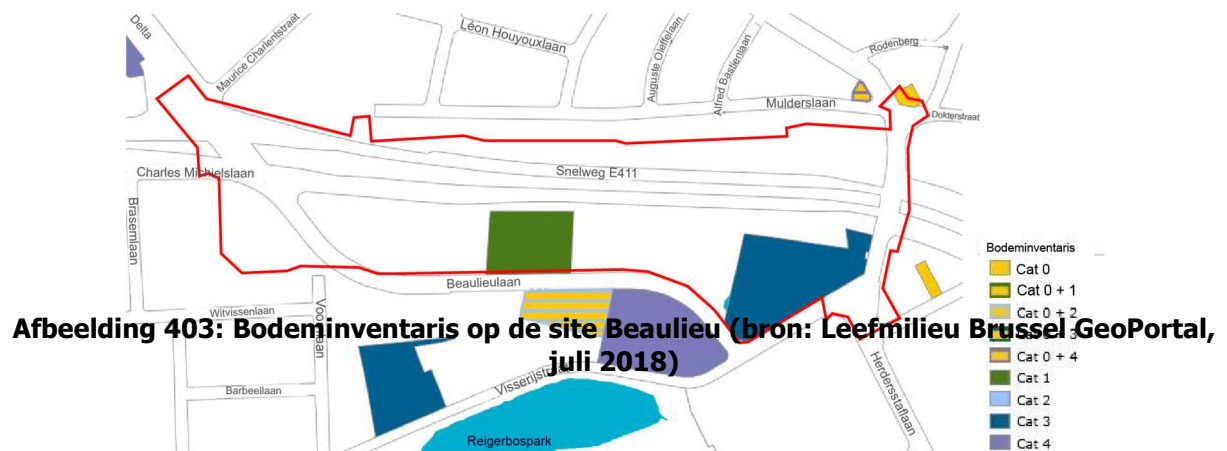 Delta
Maurice Charlentstraat
Léon Houyouxlaan
Auguste Oleffelaan
Alfred Bastienlaan
Rodenberg
Mulderslaan
Dokterstraat
Charles Michielslaan
Snelweg E411
Brasemlaan
Beaulieulaan
Witvissenlaan
Bodeminventaris
Cat 0
Cat 0 + 1
Cat 0 + 2
Cat 0 + 4
Cat 1
Cat 2
Cat 3
Cat 4
Afbeelding 403: Bodeminventaris op de site Beaulieu (bron: Leefmilieu Brussel GeoPortal,
juli 2018)
Herdersstaflaan
Barbeellaan
Reigerbospark